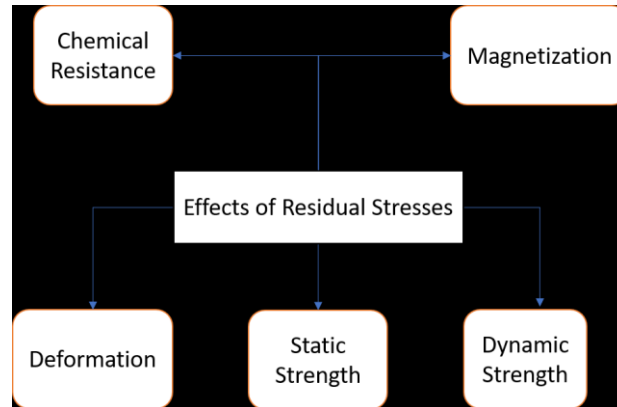 Chemical
Resistance
Magnetization
Effects of Residual Stresses
Deformation
Static
Strength
Dynamic
Strength